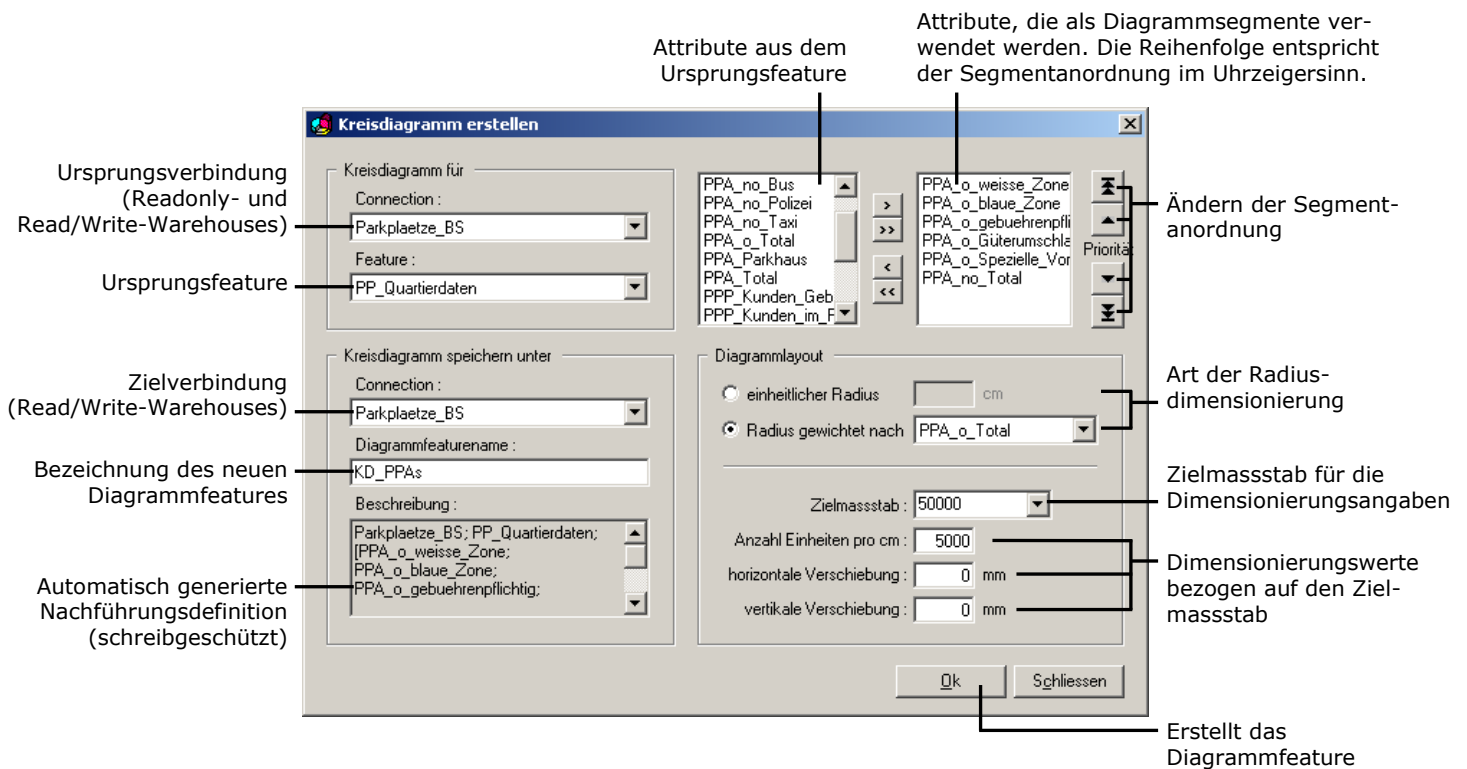 Attribute aus dem
Ursprungsfeature
Attribute, die als Diagrammsegmente ver-
wendet werden. Die Reihenfolge entspricht
der Segmentanordnung im Uhrzeigersinn.
Kreisdiagramm erstellen
Ursprungsverbindung
(Readonly- und
Read/Write-Warehouses)
Ursprungsfeature
Kreisdiagramm für
Connection :
Parkplaetze_BS
Feature :
PP_Quartierdaten
PPA_no_Bus
PPA_no_Polizei
PPA_no_Taxi
PPA_o_Total
PPA_Parkhaus
PPA_Total
PPP_Kunden_Geb
PPP_Kunden_im_F
>
>>
<
<<
PPA_o_weisse_Zone
PPA_o_blaue_Zone
PPA_o_gebuehrenpfli
PPA_o_Güterumschla
PPA_o_Spezielle_Vor
PPA_no_Total
Priorität
Ändern der Segment-
anordnung
Zielverbindung
(Read/Write-Warehouses)
Bezeichnung des neuen
Diagrammfeatures
Automatisch generierte
Nachführungsdefinition
(schreibgeschützt)
Kreisdiagramm speichern unter
Connection :
Parkplaetze_BS
Diagrammfeaturename :
KD_PPAs
Beschreibung :
Parkplaetze_BS; PP_Quartierdaten;
[PPA_o_weisse_Zone;
PPA_o_blaue_Zone;
PPA_o_gebuehrenpflichtig;
Diagrammlayout
einheitlicher Radius cm
Radius gewichtet nach PPA_o_Total
Zielmassstab : 50000
Anzahl Einheiten pro cm : 5000
horizontale Verschiebung : 0 mm
vertikale Verschiebung : 0 mm
Art der Radius-
dimensionierung
Zielmassstab für die
Dimensionierungsangaben
Dimensionierungswerte
bezogen auf den Ziel-
massstab
Ok
Schliessen
Erstellt das
Diagrammfeature